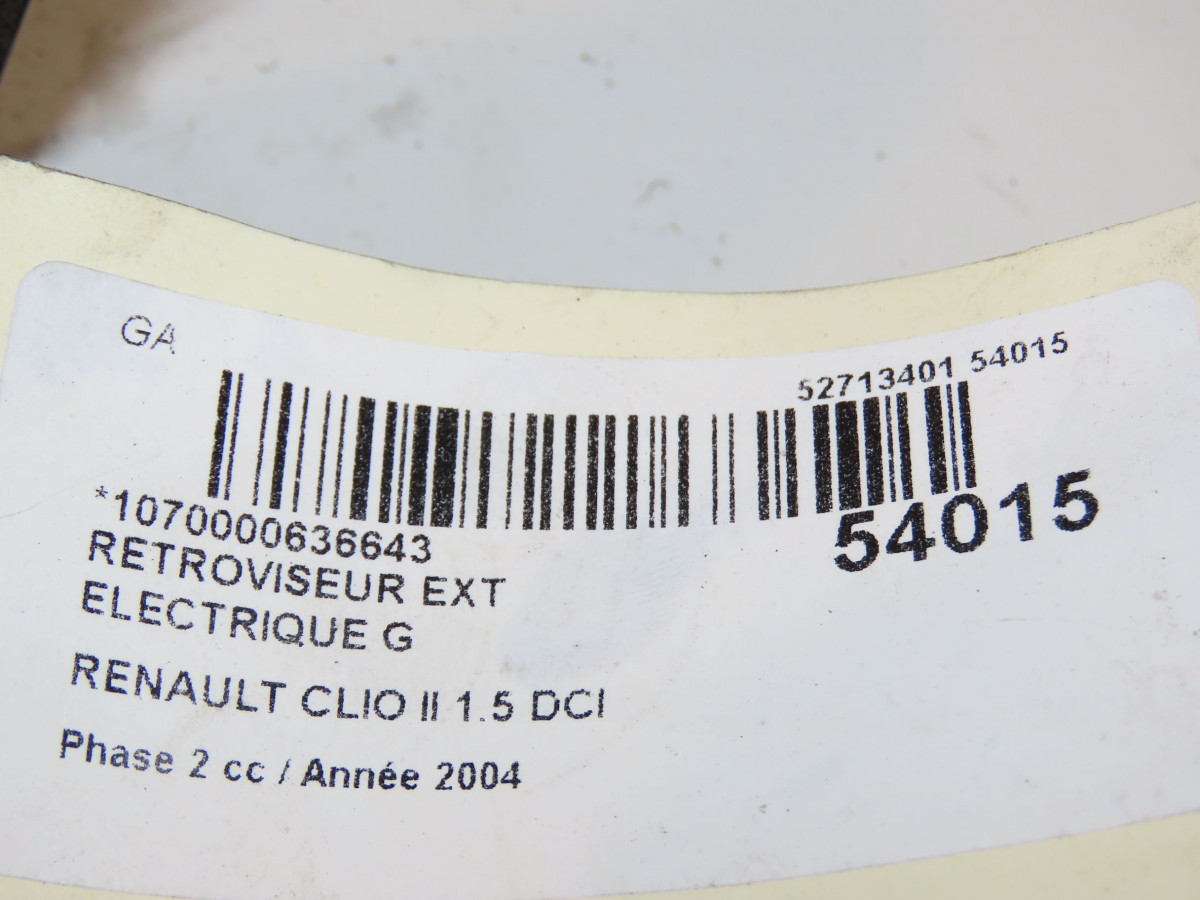 GA
52713401 54015
*1070000636643
54015
RETROVISEUR EXT
ELECTRIQUE G
RENAULT CLIO II 1.5 DCI
Phase 2 cc / Année 2004